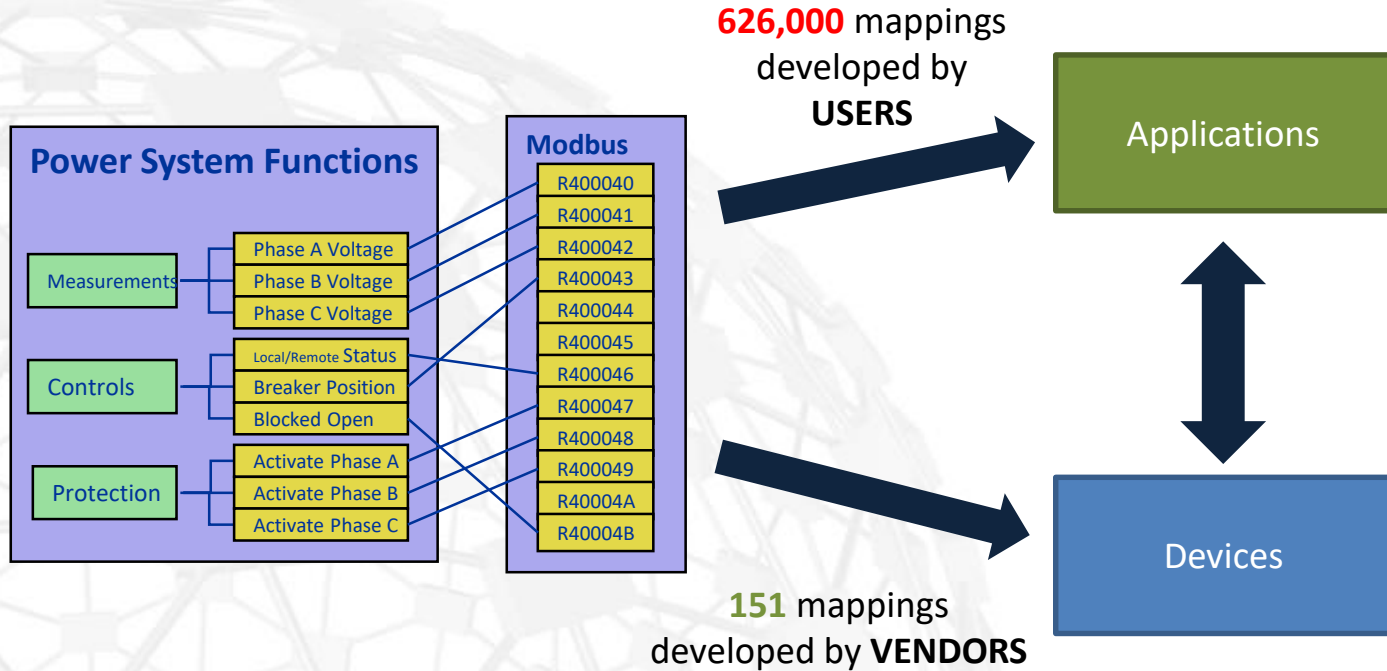 626,000 mappings
developed by
USERS
Power System Functions
Measurements
Phase A Voltage
Phase B Voltage
Phase C Voltage
Controls
Local/Remote Status
Breaker Position
Blocked Open
Protection
Activate Phase A
Activate Phase B
Activate Phase C
Modbus
R400040
R400041
R400042
R400043
R400044
R400045
R400046
R400047
R400048
R400049
R40004A
R40004B
Applications
Devices
151 mappings
developed by VENDORS